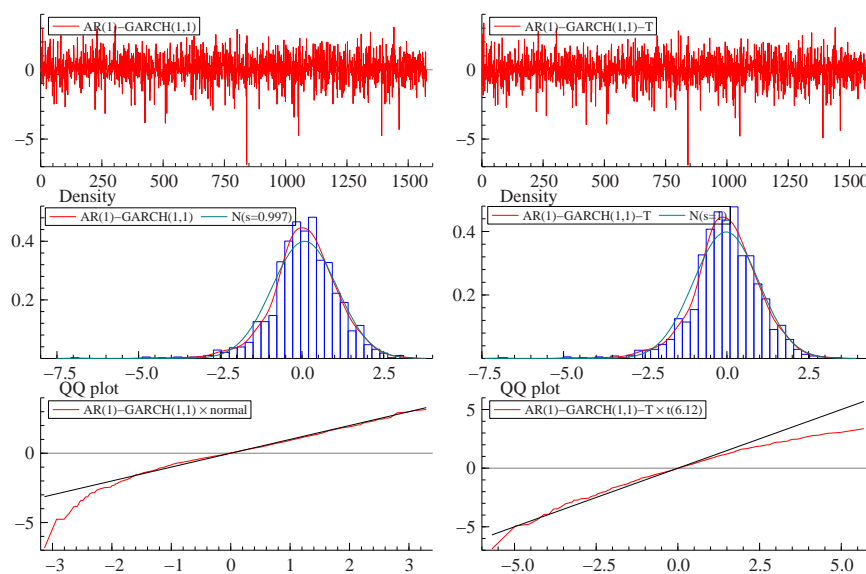 AR(1)−GARCH(1,1)
0
−5
0 250 500 750 1000 1250 1500
AR(1)−GARCH(1,1)−T
0
−5
0 250 500 750 1000 1250 1500
Density
AR(1)−GARCH(1,1) N(s=0.997)
0.4
0.2
−7.5 −5.0 −2.5 0.0 2.5
Density
AR(1)−GARCH(1,1)−T N(s=1)
0.4
0.2
−7.5 −5.0 −2.5 0.0 2.5
QQ plot
AR(1)−GARCH(1,1) × normal
0
−5
−3 −2 −1 0 1 2 3
QQ plot
AR(1)−GARCH(1,1)−T × t(6.12)
5
0
−5
−5.0 −2.5 0.0 2.5 5.0